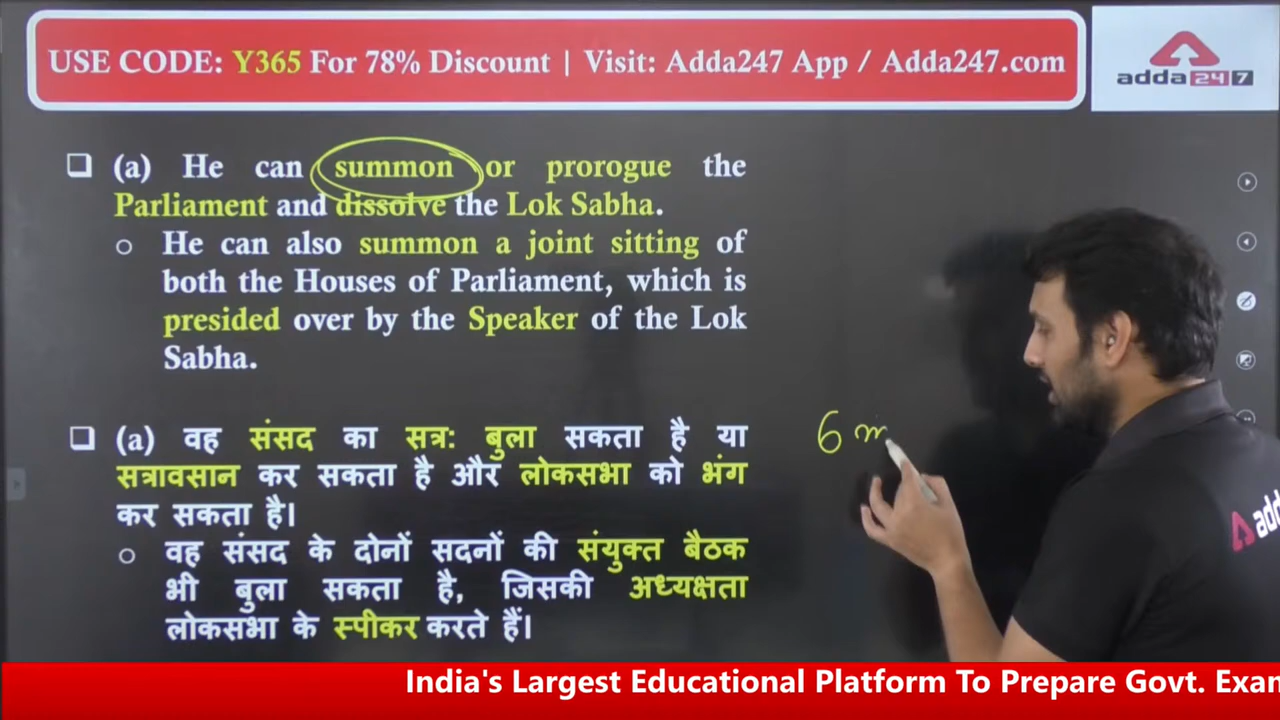 USE CODE: Y365 For 78% Discount | Visit: Adda247 App / Adda247.com
adda247
(a) He can summon or prorogue the
Parliament and dissolve the Lok Sabha.
He can also summon a joint sitting of
both the Houses of Parliament, which is
presided over by the Speaker of the Lok
Sabha.
(a) वह संसद का सत्र: बुला सकता है या
सत्रावसान कर सकता है और लोकसभा को भंग
कर सकता है।
वह संसद के दोनों सदनों की संयुक्त बैठक
भी बुला सकता है, जिसकी अध्यक्षता
लोकसभा के स्पीकर करते हैं।
6 m
add
India's Largest Educational Platform To Prepare Govt. Exam